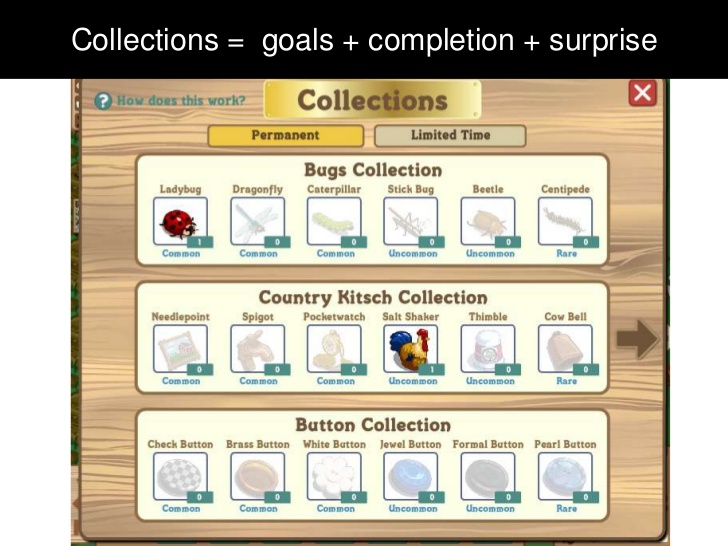 Collections = goals + completion + surprise
? How does this work?
Collections
X
Permanent Limited Time
Bugs Collection
Ladybug Dragonfly Caterpillar Stick Bug Beetle Centipede
1 0 0 0 0 0
Common Common Common Uncommon Uncommon Rare
Country Kitsch Collection
Needlepoint Spigot Pocketwatch Salt Shaker Thimble Cow Bell
0 0 0 1 0 0
Common Common Common Uncommon Uncommon Rare
Button Collection
Check Button Brass Button White Button Jewel Button Formal Button Pearl Button
0 0 0 0 0 0
Common Common Common Uncommon Uncommon Rare